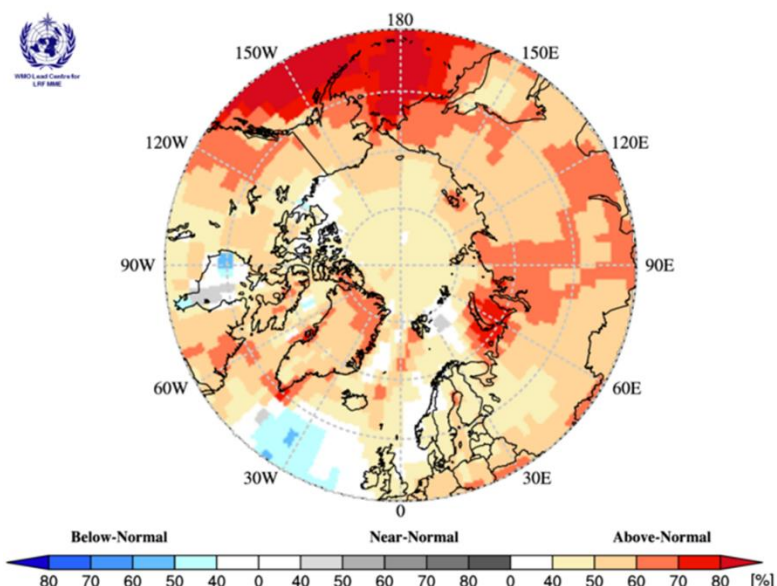 180
150W
150E
WMO Lead Centre for
LRF MME
120W
120E
90W
90E
60W
60E
30W
30E
0
Below-Normal
Near-Normal
Above-Normal
80 70 60 50 40 0 40 50 60 70 80 0 40 50 60 70 80 [%]